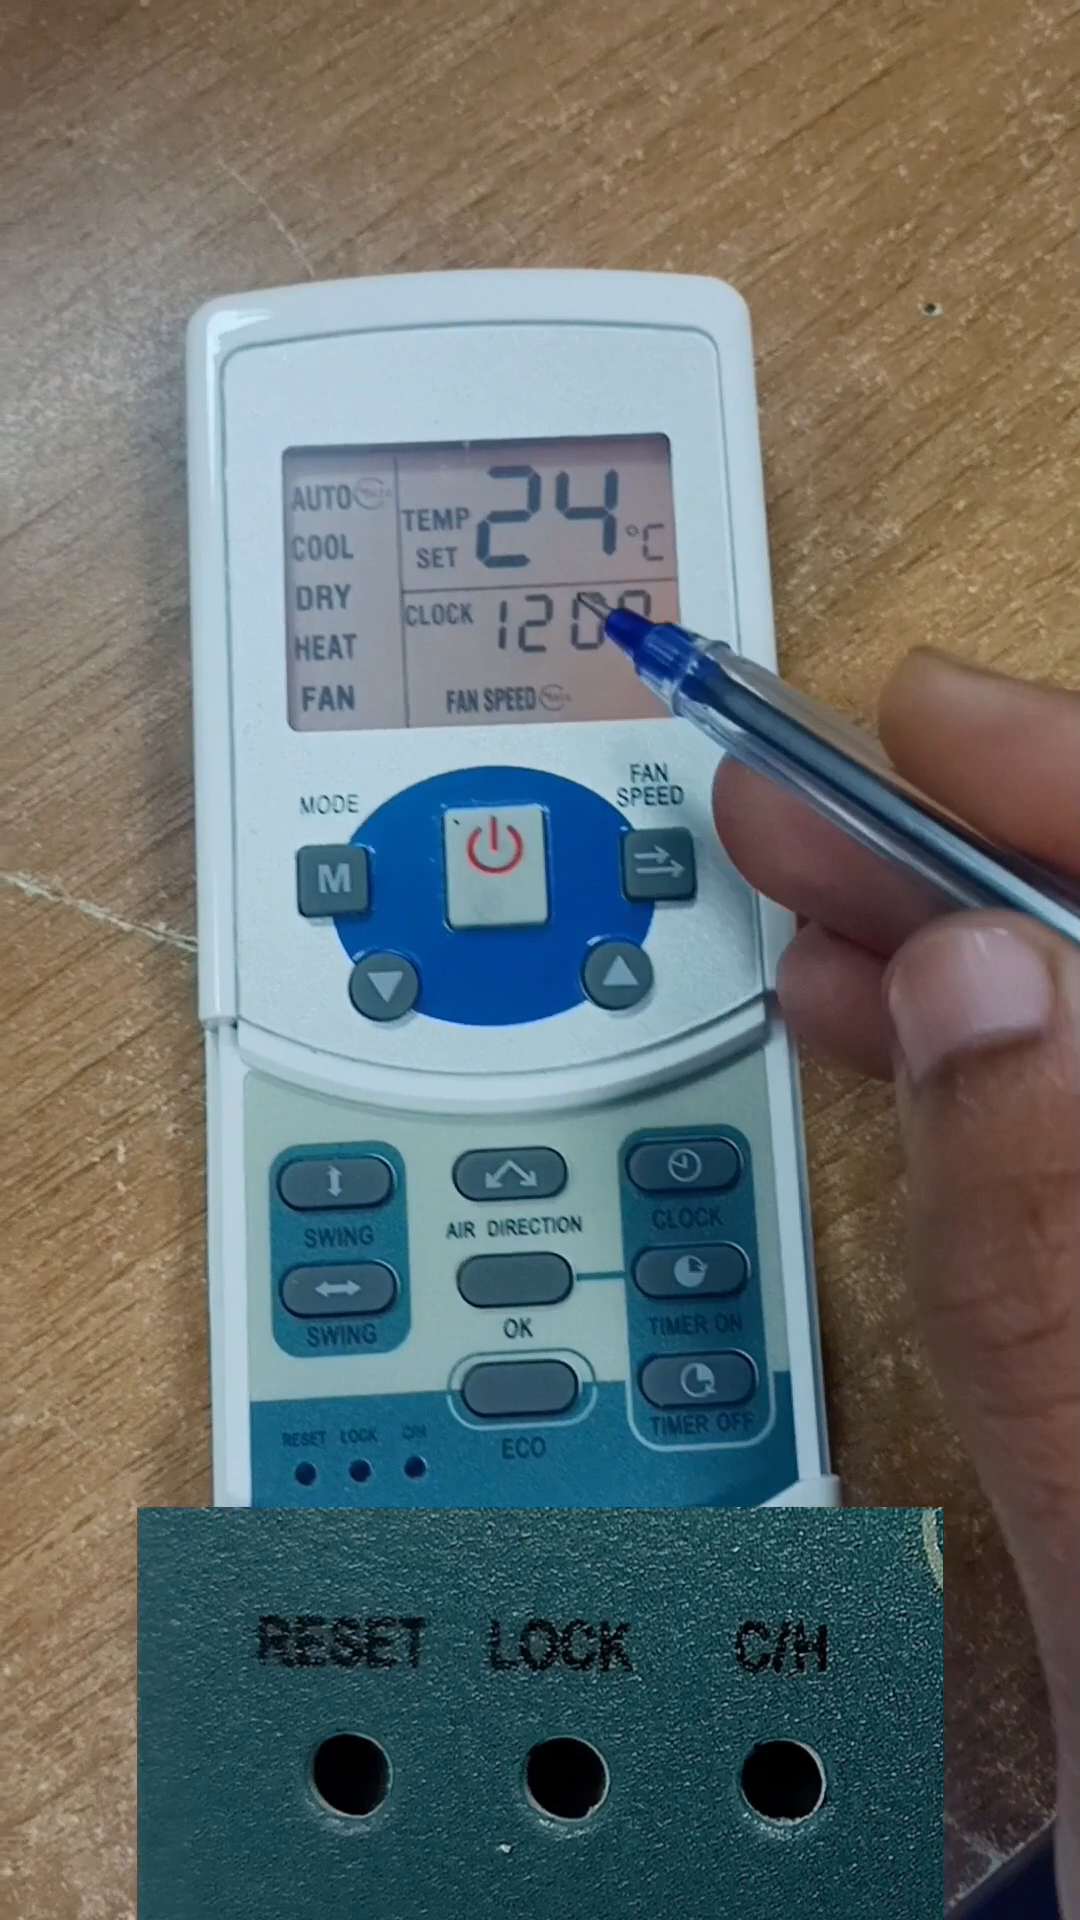 AUTO
COOL
DRY
HEAT
FAN
TEMP
SET
24 °C
CLOCK
FAN SPEED
MODE
FAN
SPEED
M
SWING
SWING
AIR DIRECTION
OK
ECO
CLOCK
TIMER ON
TIMER OFF
RESET LOCK C/H
RESET LOCK C/H